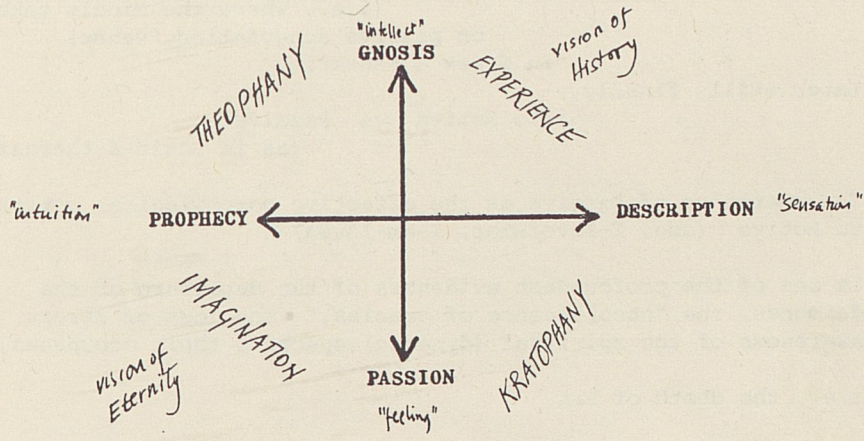 "intellect"
GNOSIS
THEOPHANY
EXPERIENCE
vision of
History
"intuition"
PROPHECY
DESCRIPTION
"sensation"
IMAGINATION
vision of
Eternity
KRATOPHANY
PASSION
"feeling"